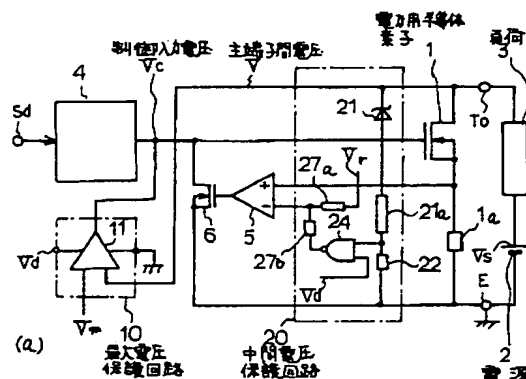 電力用半導体
素子
負荷
制御入力電圧
Vc
主端子間電圧
V
1
3
4
21
To
Sd
27a
Vr
6
5
24
21a
1a
11
27b
22
Vs
Vd
Vd
E
Vm
10
20
2
(a)
最大電圧
保護回路
中間電圧
保護回路
電源